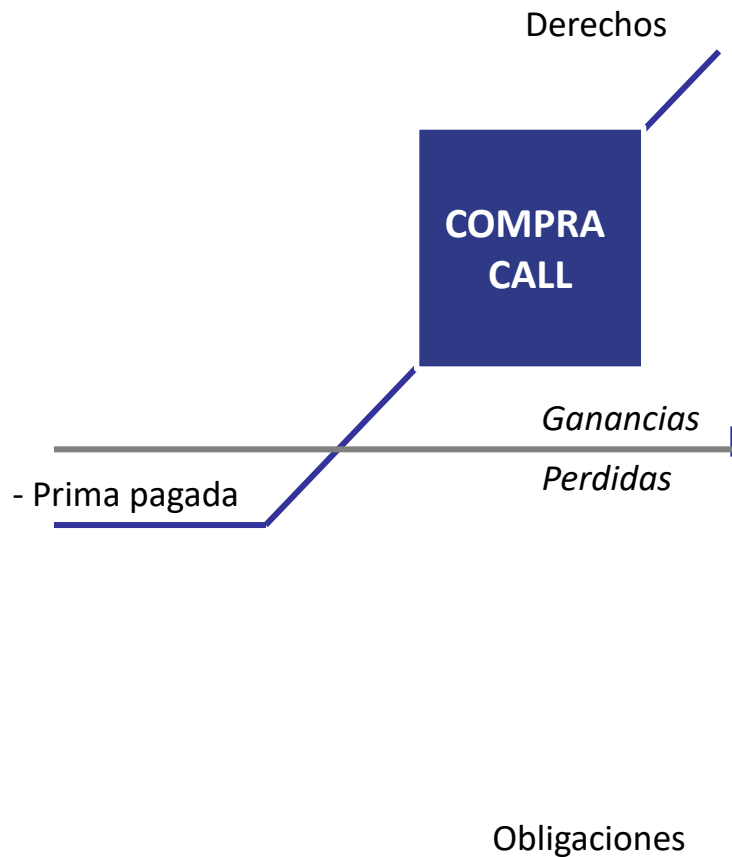 Derechos
COMPRA
CALL
Ganancias
- Prima pagada
Perdidas
Obligaciones